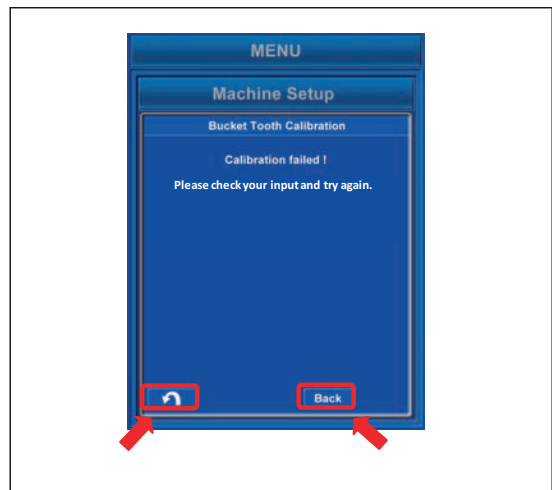 MENU
Machine Setup
Bucket Tooth Calibration
Calibration failed !
Please check your input and try again.
Back